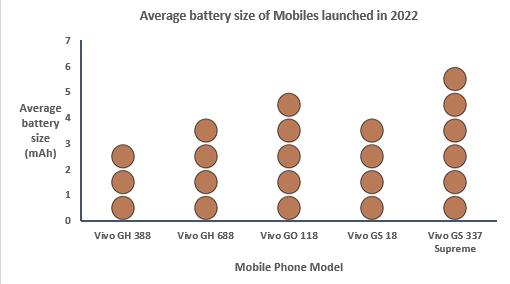 Average battery size of Mobiles launched in 2022
7
6
5
4
3
2
1
0
Average
battery
size
(mAh)
Vivo GH 388
Vivo GH 688
Vivo GO 118
Vivo GS 18
Vivo GS 337
Supreme
Mobile Phone Model